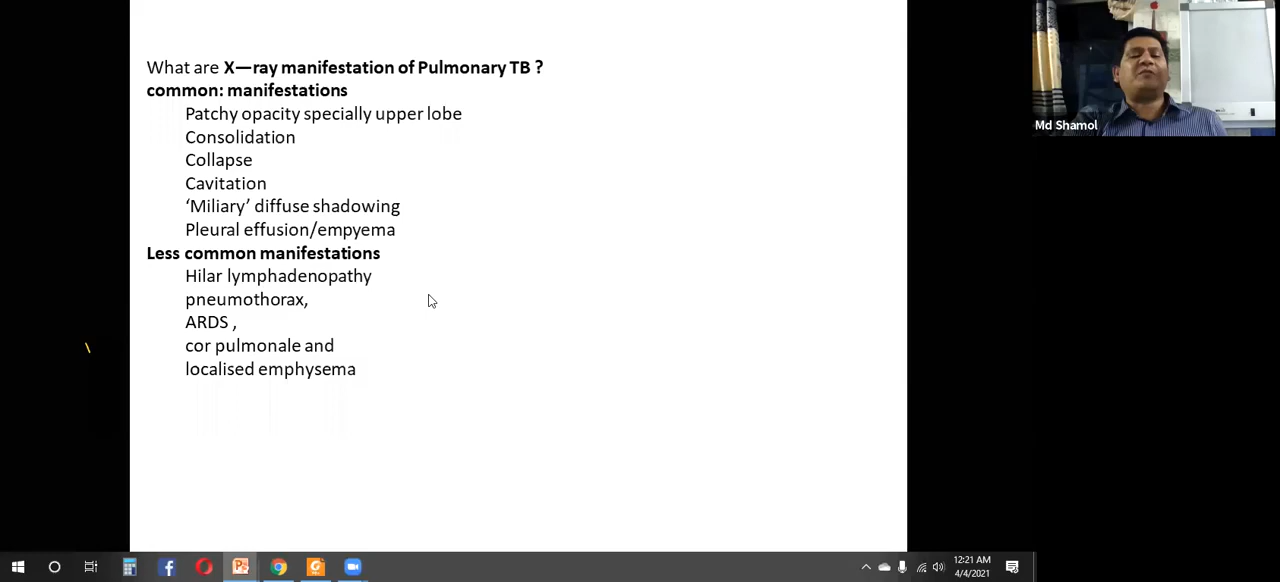 What are X—ray manifestation of Pulmonary TB ?
common: manifestations
Patchy opacity specially upper lobe
Consolidation
Collapse
Cavitation
‘Miliary’ diffuse shadowing
Pleural effusion/empyema
Less common manifestations
Hilar lymphadenopathy
pneumothorax,
ARDS ,
cor pulmonale and
localised emphysema
Md Shamol
12:21 AM
4/4/2021